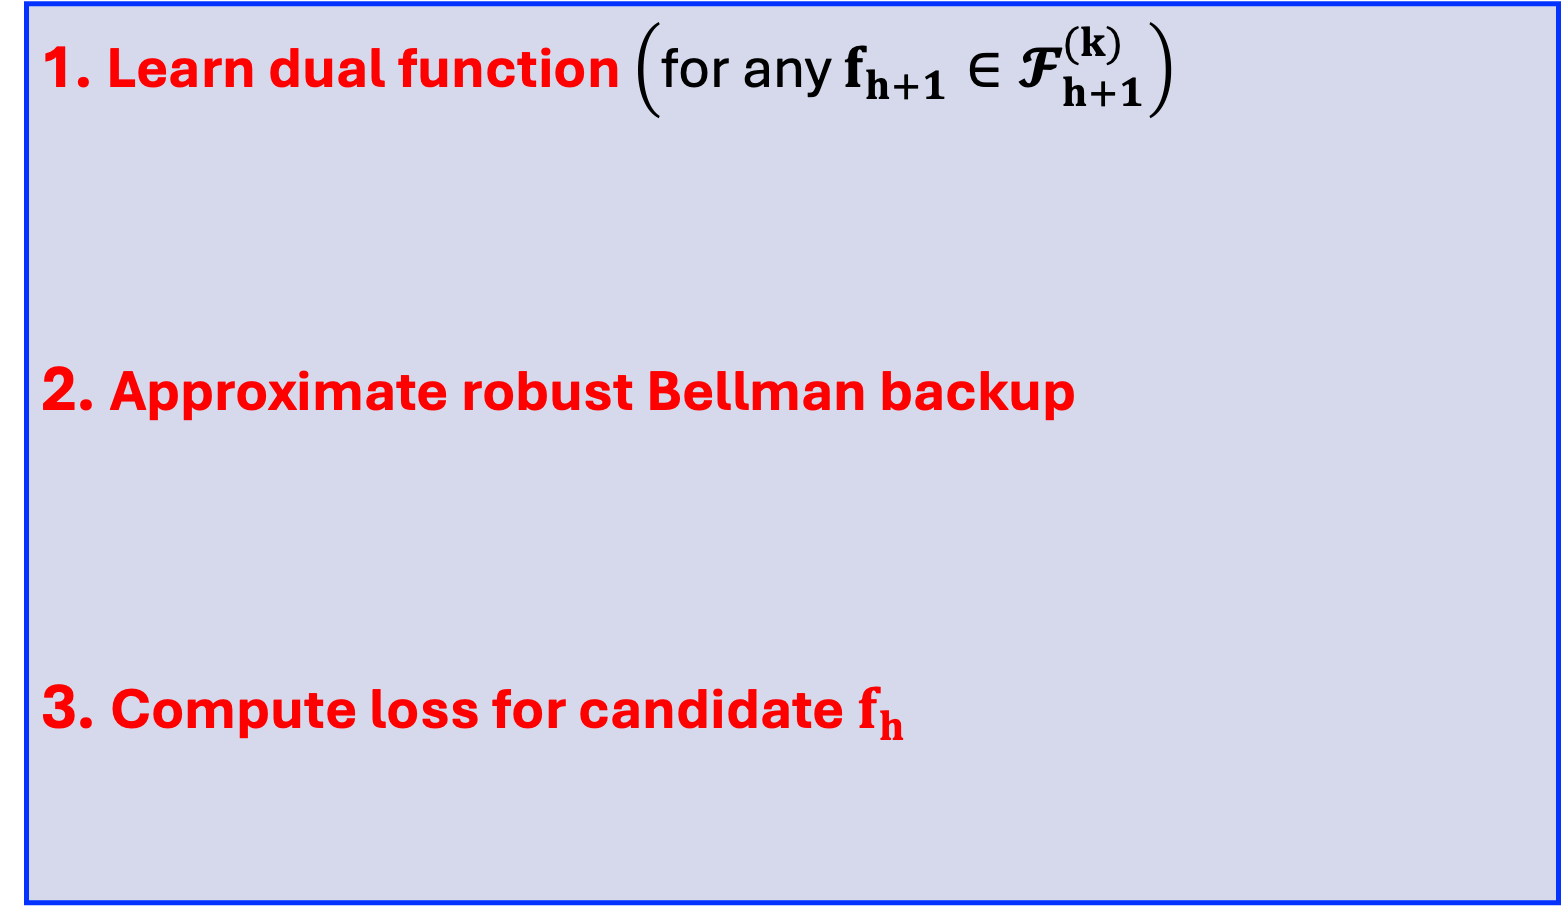 1. Learn dual function (for any f_{h+1} ∈ ℱ_{h+1}^{(k)})
2. Approximate robust Bellman backup
3. Compute loss for candidate f_h